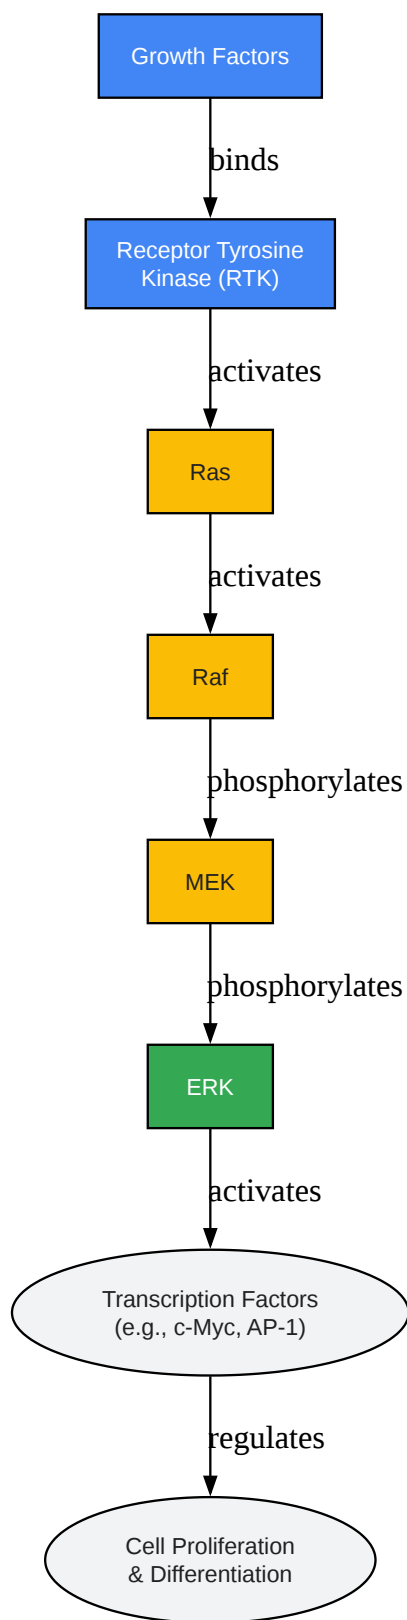 Growth Factors
binds
Receptor Tyrosine
Kinase (RTK)
activates
Ras
activates
Raf
phosphorylates
MEK
phosphorylates
ERK
activates
Transcription Factors
(e.g., c-Myc, AP-1)
regulates
Cell Proliferation
& Differentiation